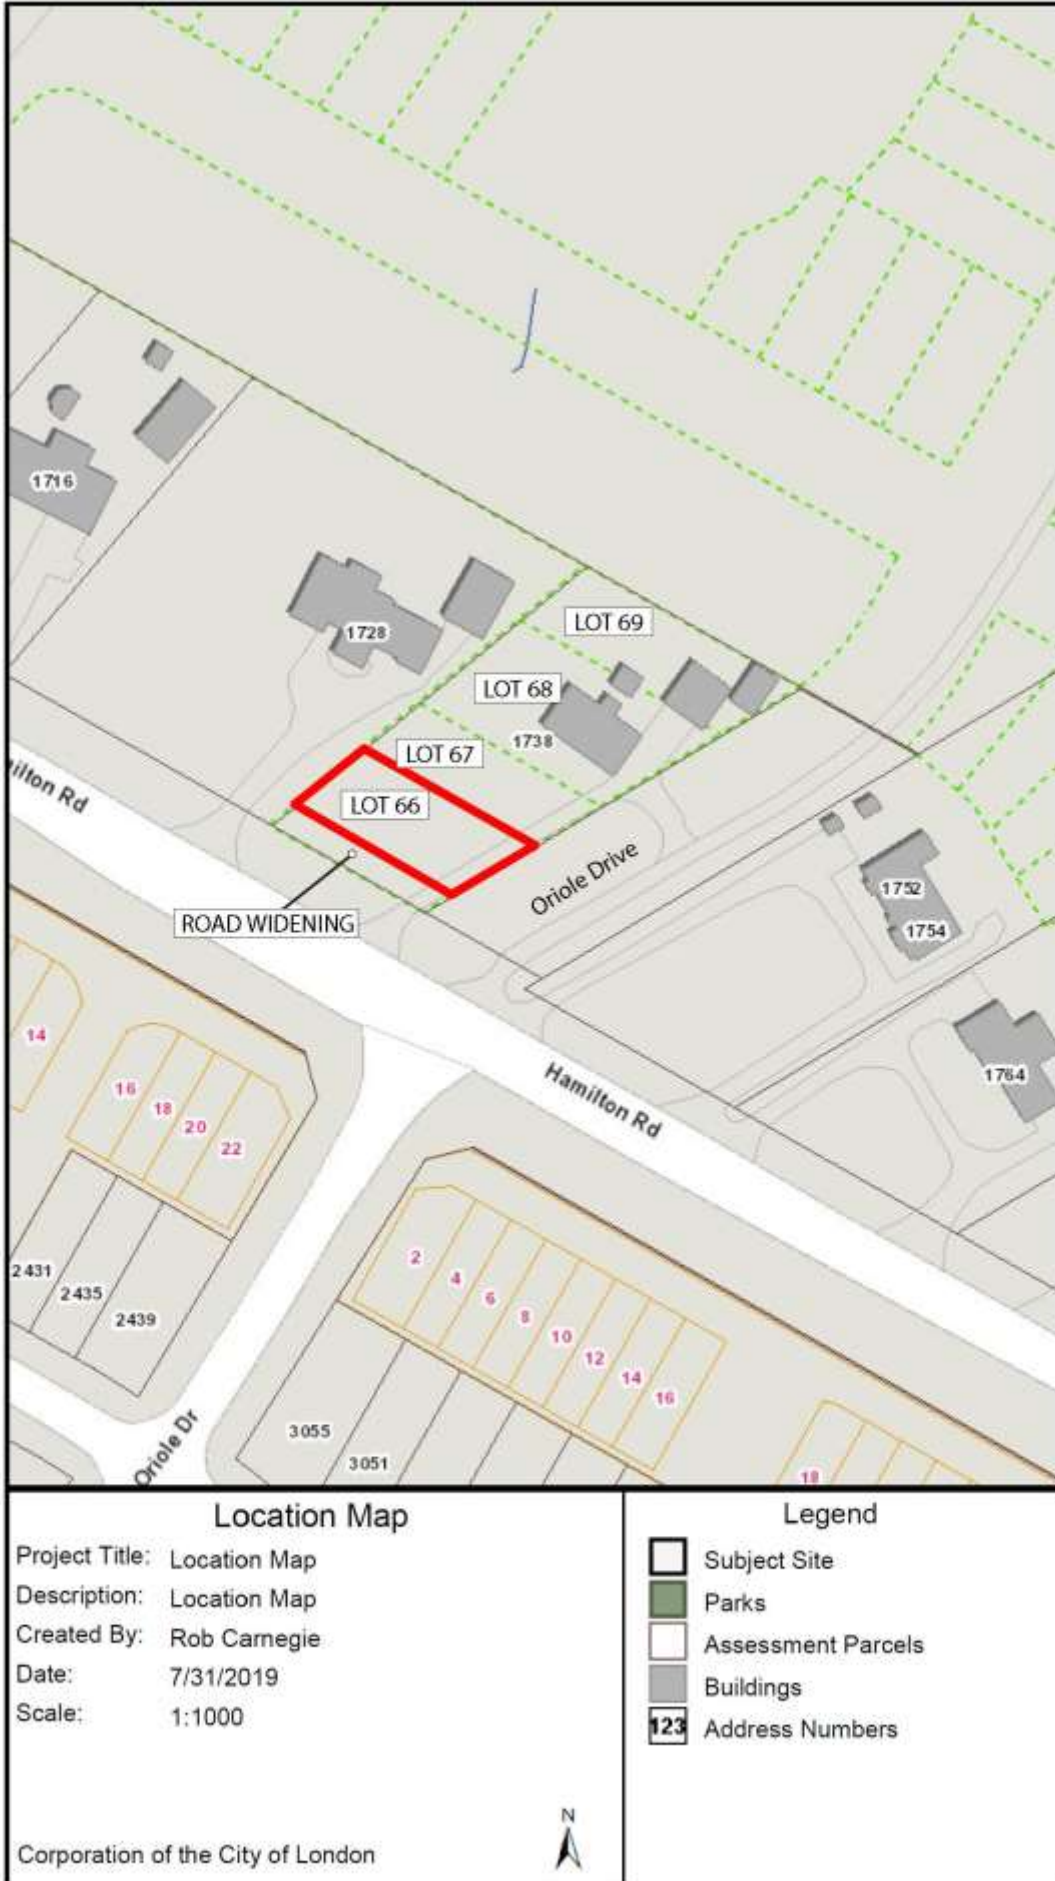 1716
LOT 69
1728
LOT 68
1738
LOT 67
LOT 66
ilton Rd
Oriole Drive
1752
ROAD WIDENING
1754
14
Hamilton Rd
1764
16
18
20
22
2
4
6
8
10
12
14
16
2431
2435
2439
Oriole Dr
3055
3051
18
Location Map
Project Title: Location Map
Description: Location Map
Created By: Rob Carnegie
Date: 7/31/2019
Scale: 1:1000
Corporation of the City of London
N
Legend
Subject Site
Parks
Assessment Parcels
Buildings
123 Address Numbers